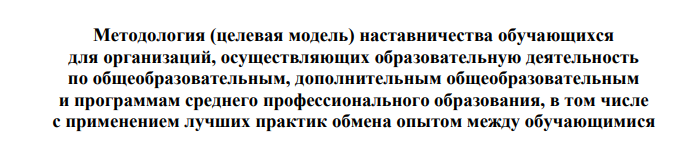 Методология (целевая модель) наставничества обучающихся
для организаций, осуществляющих образовательную деятельность
по общеобразовательным, дополнительным общеобразовательным
и программам среднего профессионального образования, в том числе
с применением лучших практик обмена опытом между обучающимися